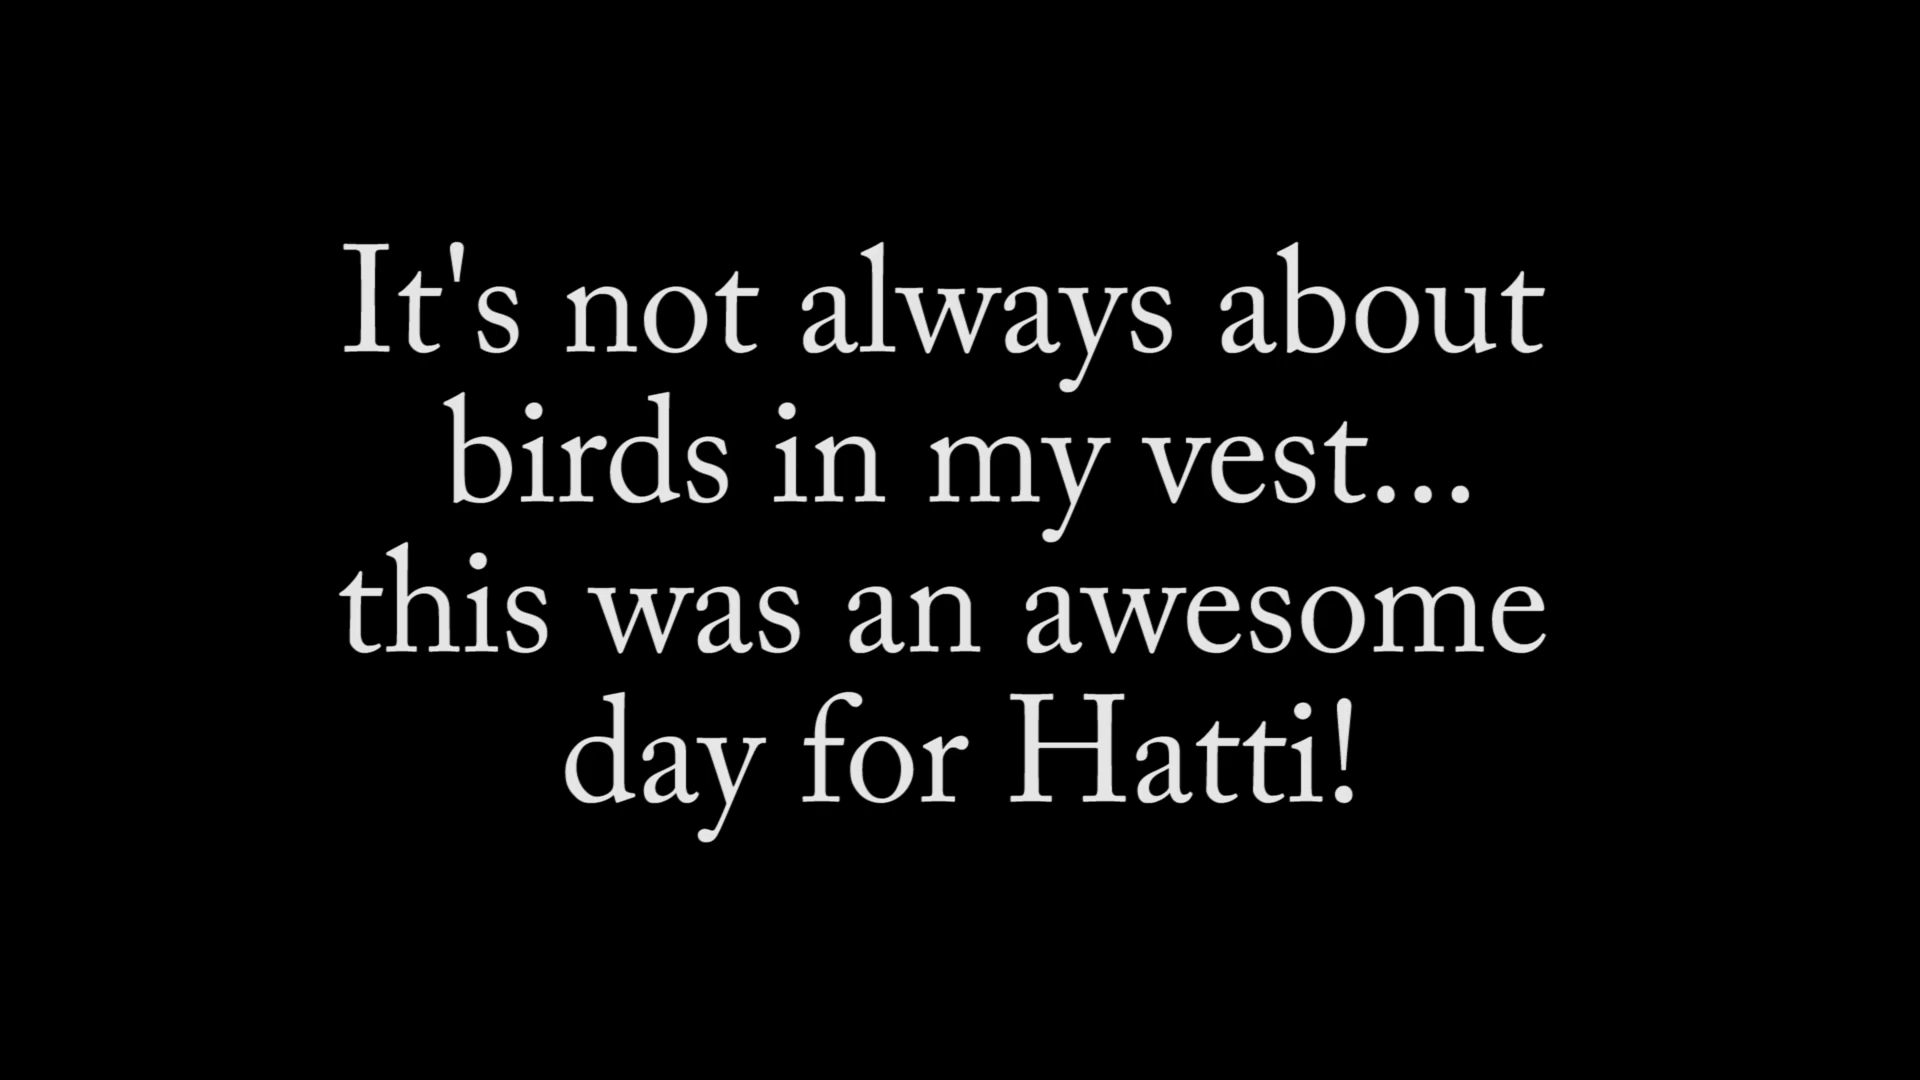 It's not always about
birds in my vest...
this was an awesome
day for Hatti!